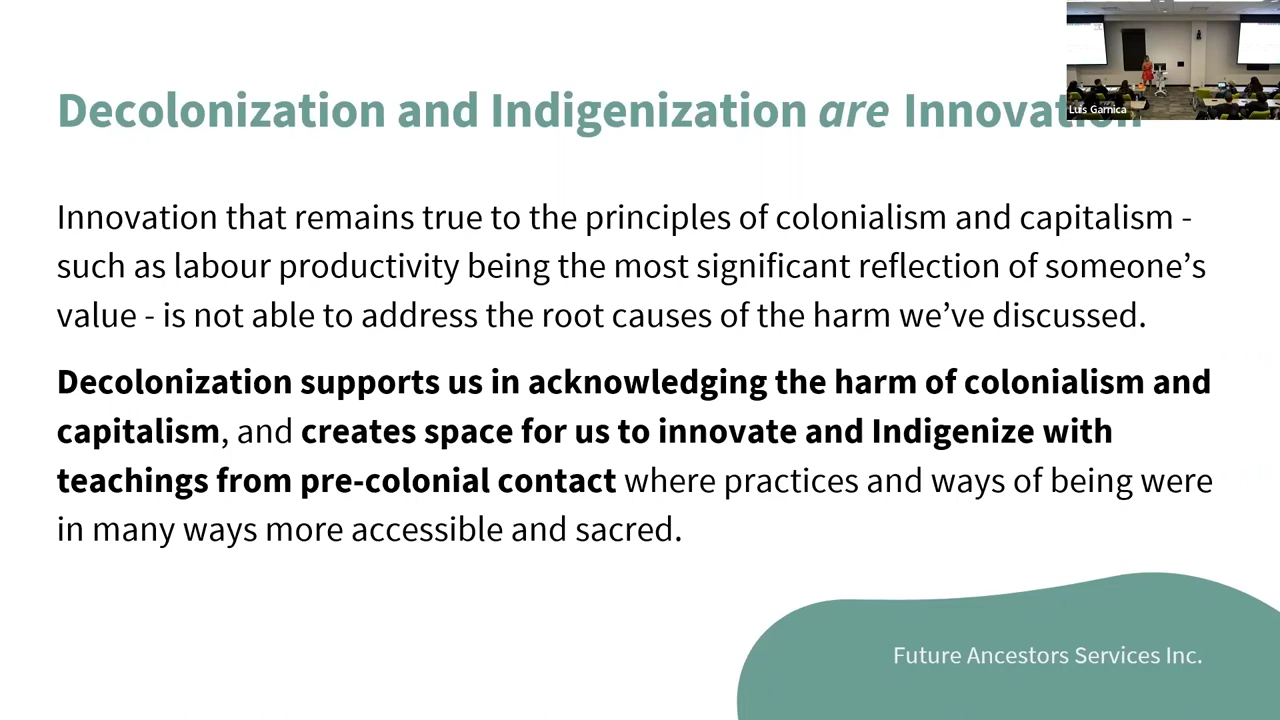 Decolonization and Indigenization are Innovation
Luis Garnica
Innovation that remains true to the principles of colonialism and capitalism -
such as labour productivity being the most significant reflection of someone’s
value - is not able to address the root causes of the harm we’ve discussed.
Decolonization supports us in acknowledging the harm of colonialism and
capitalism, and creates space for us to innovate and Indigenize with
teachings from pre-colonial contact where practices and ways of being were
in many ways more accessible and sacred.
Future Ancestors Services Inc.